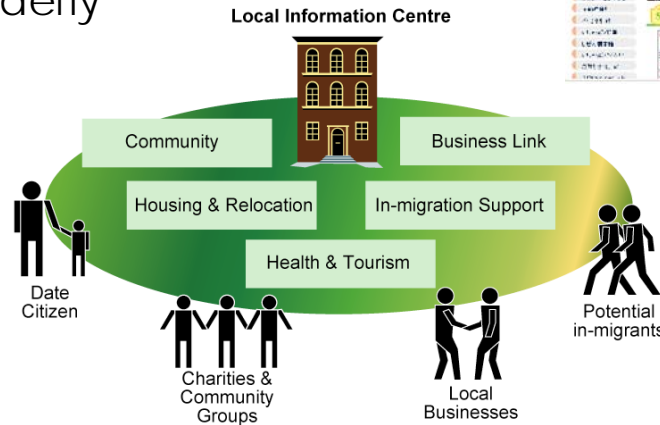 Local Information Centre
Community
Business Link
Housing & Relocation
In-migration Support
Health & Tourism
Date
Citizen
Charities &
Community
Groups
Local
Businesses
Potential
in-migrants